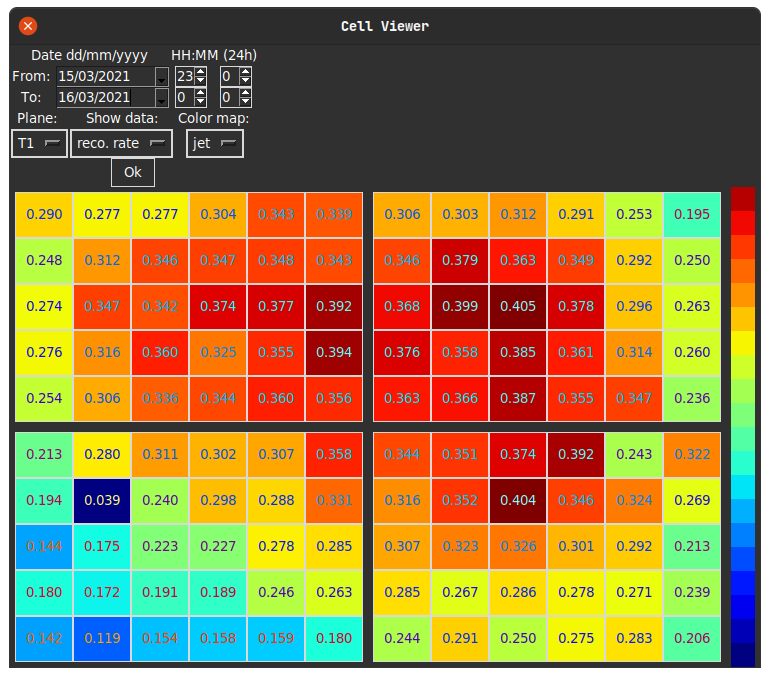 Cell Viewer
Date dd/mm/yyyy HH:MM (24h)
From: 15/03/2021 23 0
To: 16/03/2021 0 0
Plane: Show data: Color map:
T1 reco. rate jet
Ok
0.290 0.277 0.277 0.304 0.343 0.339 0.306 0.303 0.312 0.291 0.253 0.195
0.248 0.312 0.346 0.347 0.348 0.343 0.346 0.379 0.363 0.349 0.292 0.250
0.274 0.347 0.342 0.374 0.377 0.392 0.368 0.399 0.405 0.378 0.296 0.263
0.276 0.316 0.360 0.325 0.355 0.394 0.376 0.358 0.385 0.361 0.314 0.260
0.254 0.306 0.336 0.344 0.360 0.356 0.363 0.366 0.387 0.355 0.347 0.236
0.213 0.280 0.311 0.302 0.307 0.358 0.344 0.351 0.374 0.392 0.243 0.322
0.194 0.039 0.240 0.298 0.288 0.331 0.316 0.352 0.404 0.346 0.324 0.269
0.144 0.175 0.223 0.227 0.278 0.285 0.307 0.323 0.326 0.301 0.292 0.213
0.180 0.172 0.191 0.189 0.246 0.263 0.285 0.267 0.286 0.278 0.271 0.239
0.142 0.119 0.154 0.158 0.159 0.180 0.244 0.291 0.250 0.275 0.283 0.206